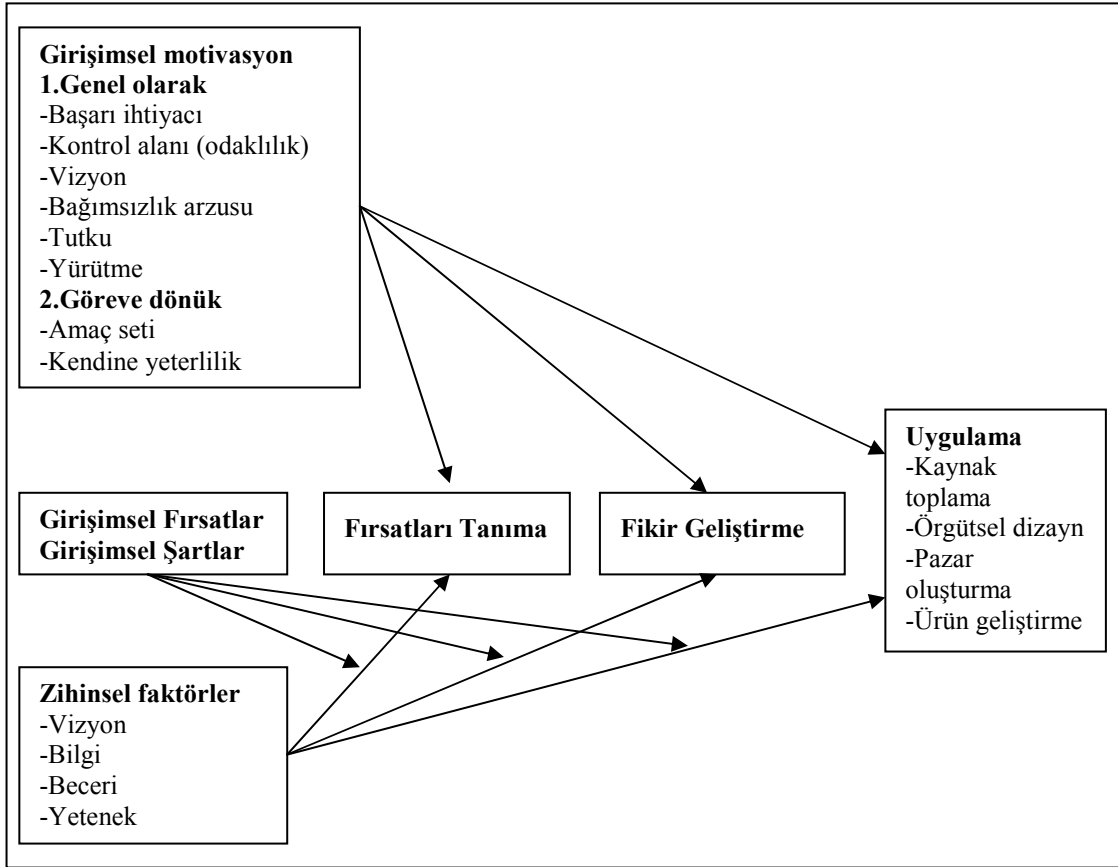 Girişimsel motivasyon
1.Genel olarak
-Başarı ihtiyacı
-Kontrol alanı (odaklılık)
-Vizyon
-Bağımsızlık arzusu
-Tutku
-Yürütme
2.Göreve dönük
-Amaç seti
-Kendine yeterlilik
Girişimsel Fırsatlar
Girişimsel Şartlar
Fırsatları Tanıma
Fikir Geliştirme
Uygulama
-Kaynak
toplama
-Örgütsel dizayn
-Pazar
oluşturma
-Ürün geliştirme
Zihinsel faktörler
-Vizyon
-Bilgi
-Beceri
-Yetenek